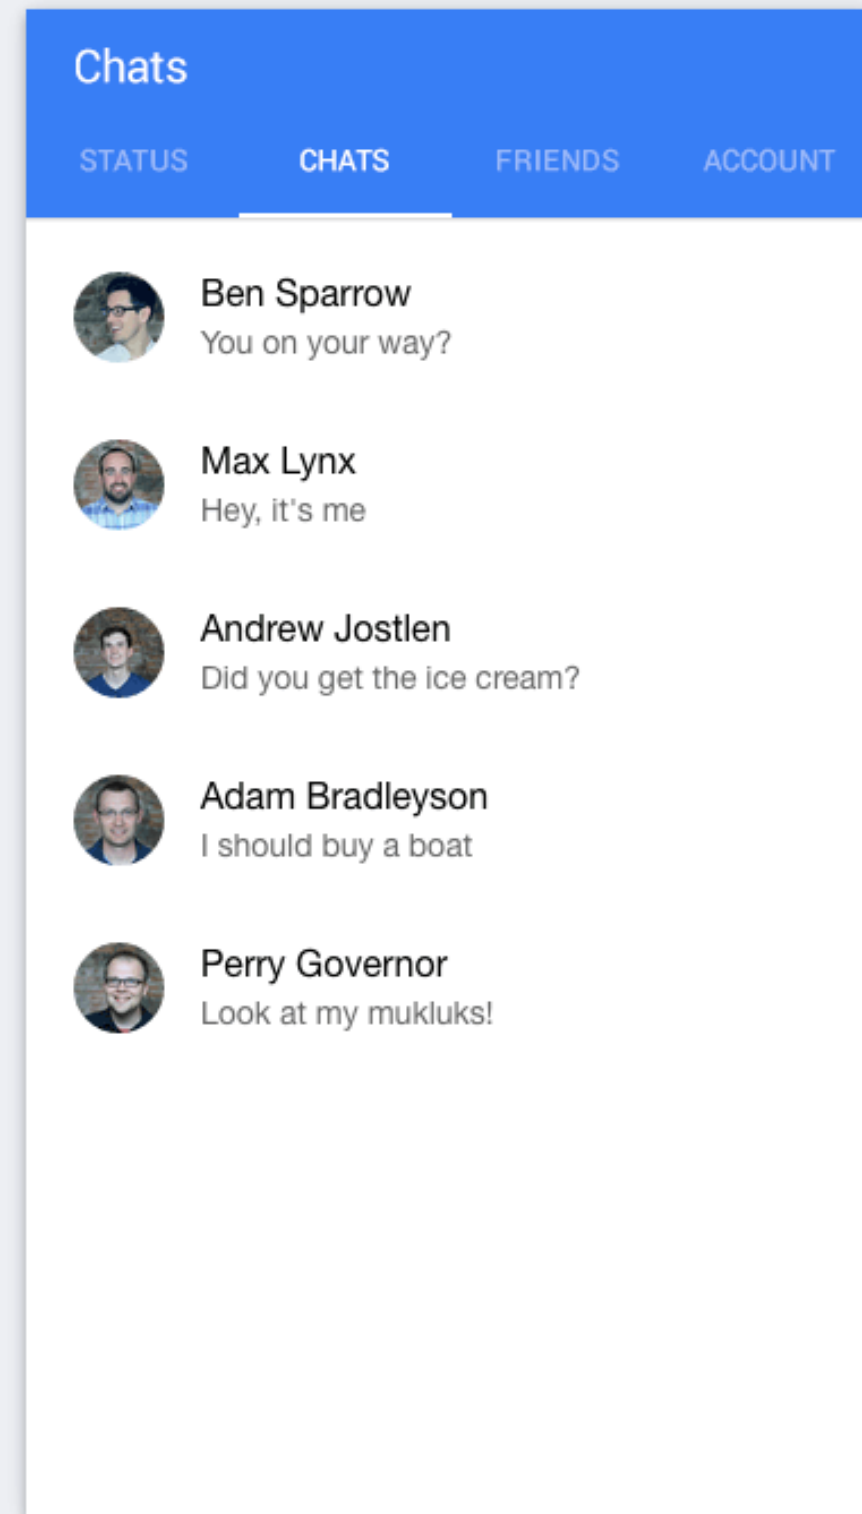 Chats
STATUS CHATS FRIENDS ACCOUNT
Ben Sparrow
You on your way?
Max Lynx
Hey, it's me
Andrew Jostlen
Did you get the ice cream?
Adam Bradleyson
I should buy a boat
Perry Governor
Look at my mukluks!